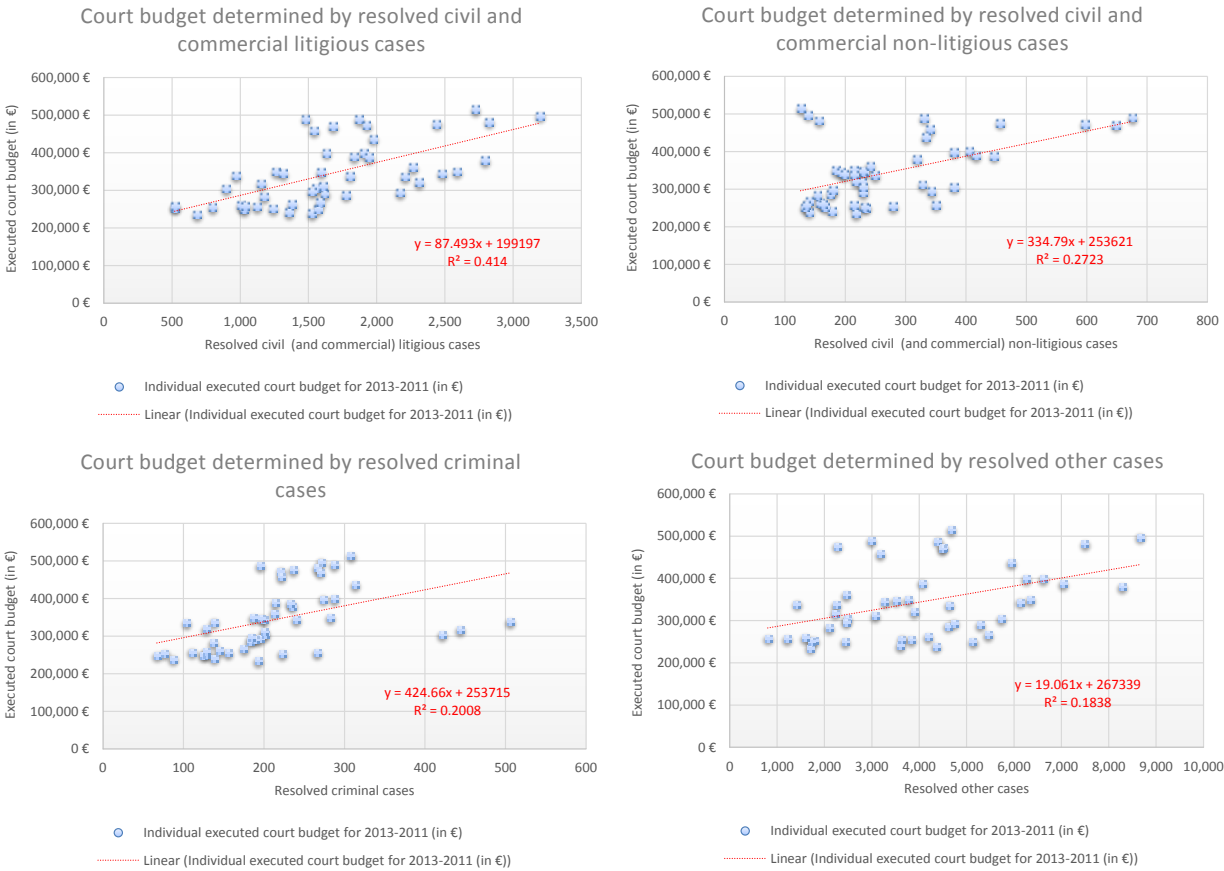 Court budget determined by resolved civil and
commercial litigious cases
Executed court budget (in €)
600,000 €
500,000 €
400,000 €
300,000 €
200,000 €
100,000 €
0 €
y = 87.493x + 199197
R² = 0.414
0 500 1,000 1,500 2,000 2,500 3,000 3,500
Resolved civil (and commercial) litigious cases
Individual executed court budget for 2013-2011 (in €)
Linear (Individual executed court budget for 2013-2011 (in €))
Court budget determined by resolved civil and
commercial non-litigious cases
Executed court budget (in €)
600,000 €
500,000 €
400,000 €
300,000 €
200,000 €
100,000 €
0 €
y = 334.79x + 253621
R² = 0.2723
0 100 200 300 400 500 600 700 800
Resolved civil (and commercial) non-litigious cases
Individual executed court budget for 2013-2011 (in €)
Linear (Individual executed court budget for 2013-2011 (in €))
Court budget determined by resolved criminal
cases
Executed court budget (in €)
600,000 €
500,000 €
400,000 €
300,000 €
200,000 €
100,000 €
0 €
y = 424.66x + 253715
R² = 0.2008
0 100 200 300 400 500 600
Resolved criminal cases
Individual executed court budget for 2013-2011 (in €)
Linear (Individual executed court budget for 2013-2011 (in €))
Court budget determined by resolved other cases
Executed court budget (in €)
600,000 €
500,000 €
400,000 €
300,000 €
200,000 €
100,000 €
0 €
y = 19.061x + 267339
R² = 0.1838
0 1,000 2,000 3,000 4,000 5,000 6,000 7,000 8,000 9,000 10,000
Resolved other cases
Individual executed court budget for 2013-2011 (in €)
Linear (Individual executed court budget for 2013-2011 (in €))